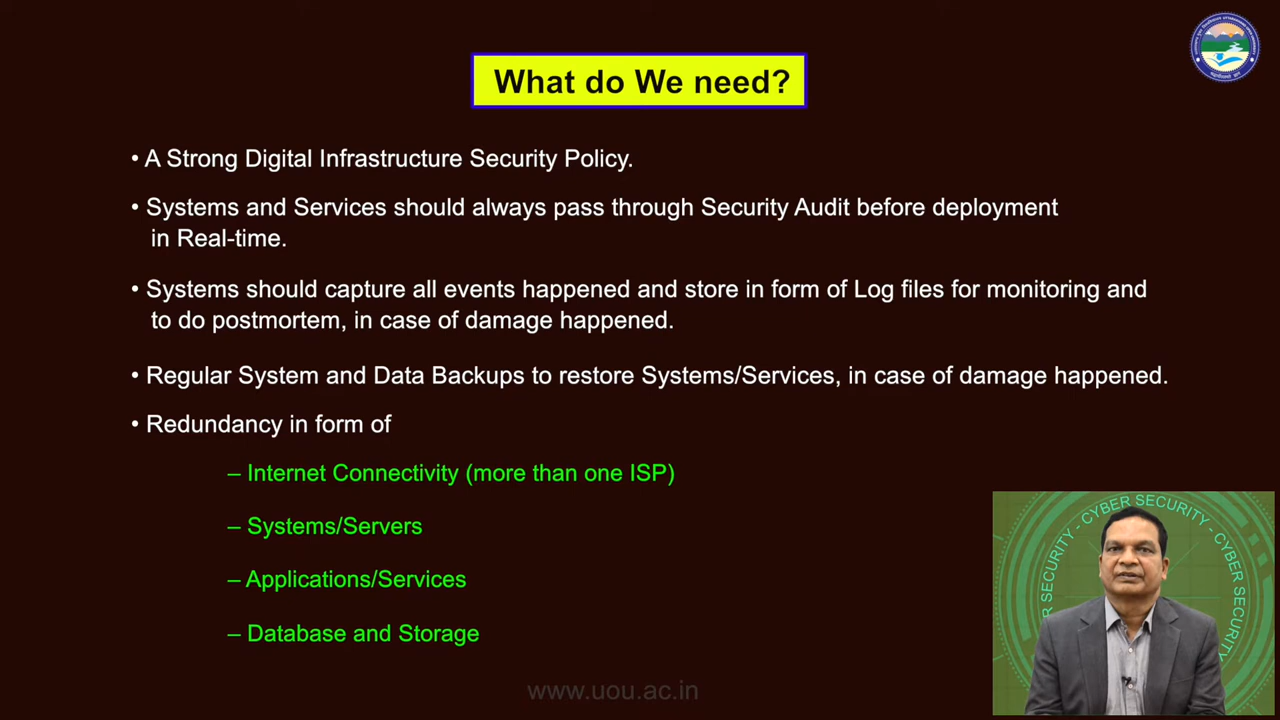 What do We need?
• A Strong Digital Infrastructure Security Policy.
• Systems and Services should always pass through Security Audit before deployment
in Real-time.
• Systems should capture all events happened and store in form of Log files for monitoring and
to do postmortem, in case of damage happened.
• Regular System and Data Backups to restore Systems/Services, in case of damage happened.
• Redundancy in form of
– Internet Connectivity (more than one ISP)
– Systems/Servers
– Applications/Services
– Database and Storage
SECURITY - CYBER SECURITY - CYBER SECURITY
www.uou.ac.in